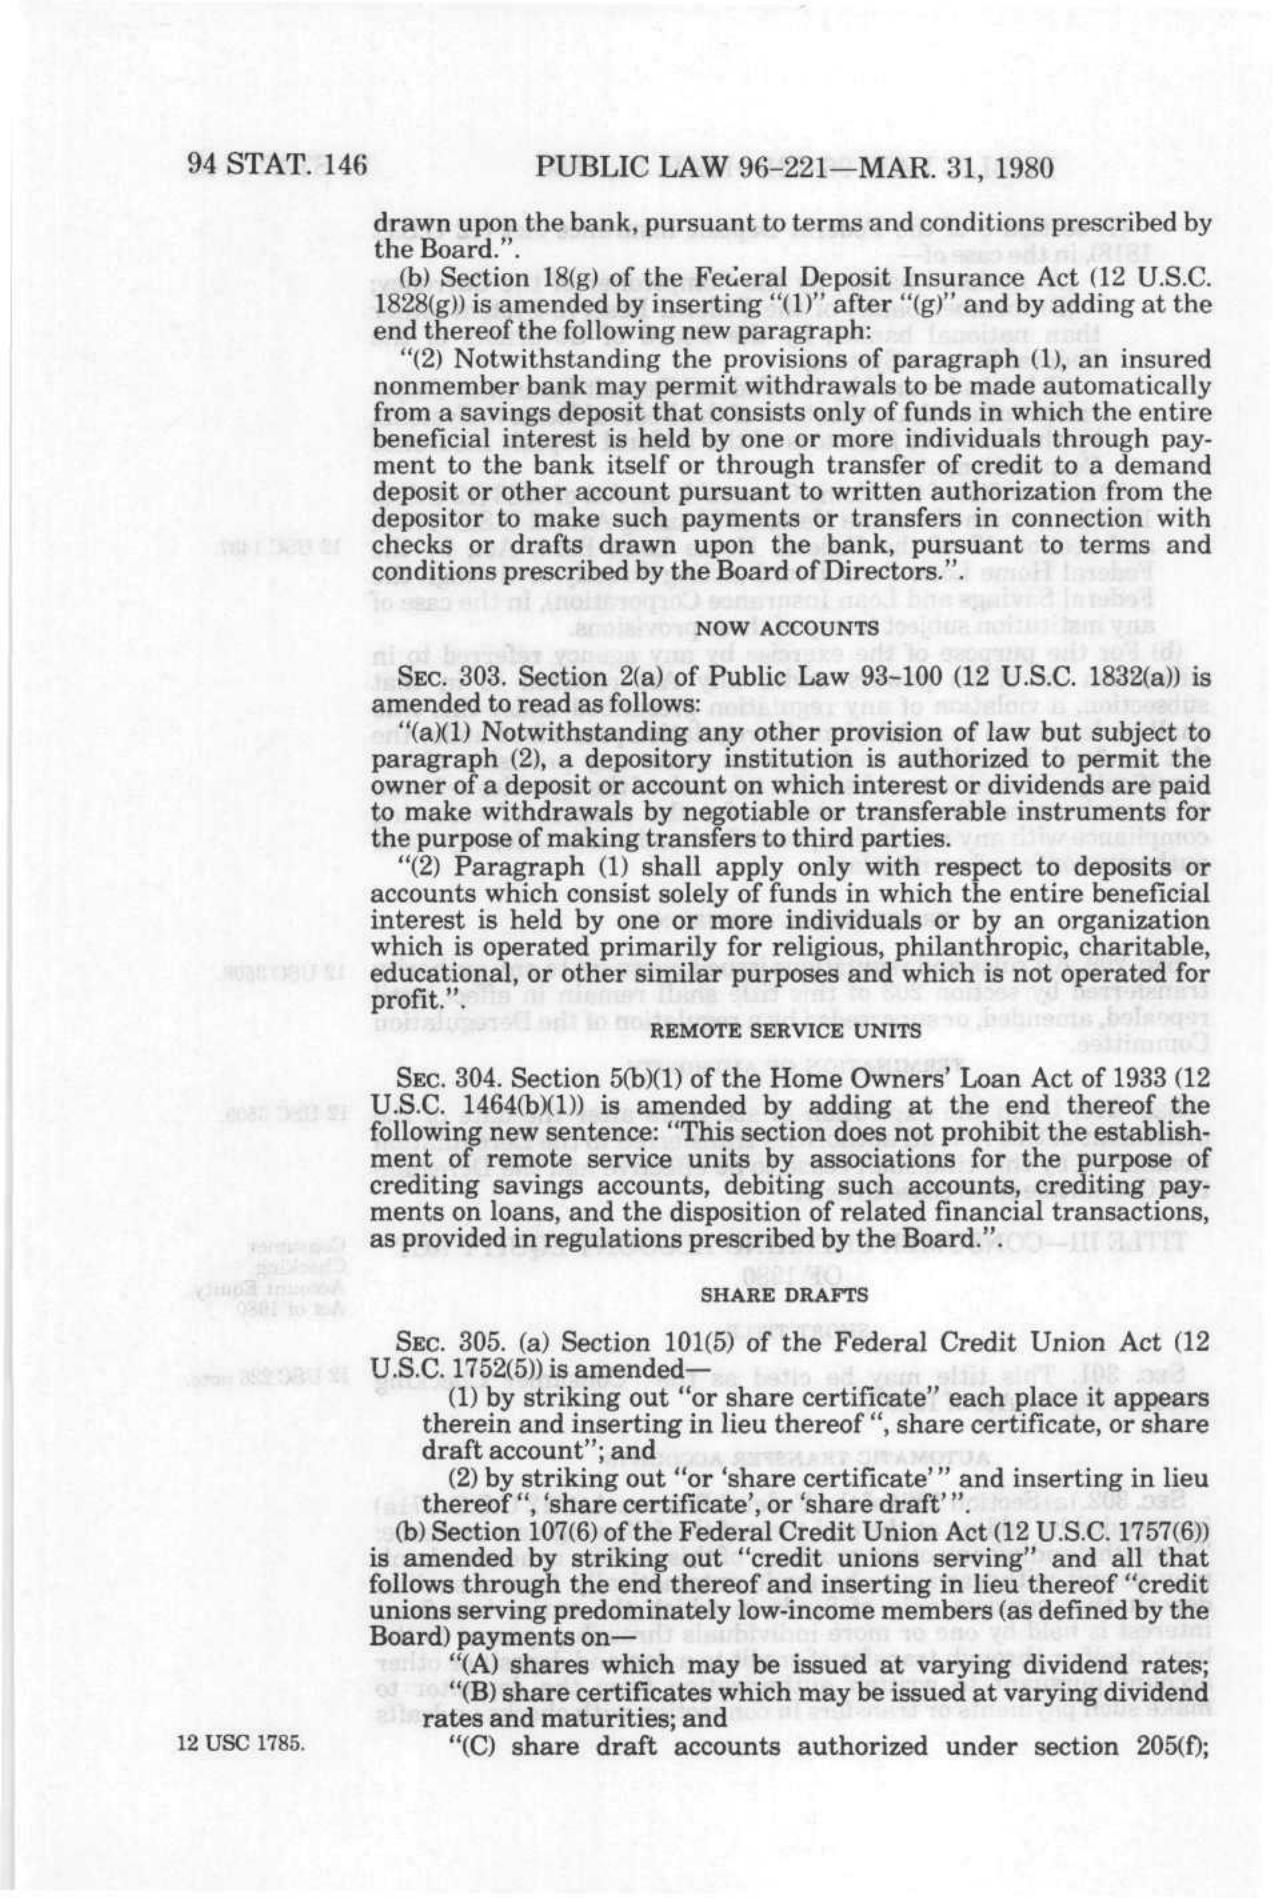 94 STAT. 146
PUBLIC LAW 96-221—MAR. 31, 1980
drawn upon the bank, pursuant to terms and conditions prescribed by
the Board.”.
(b) Section 18(g) of the Federal Deposit Insurance Act (12 U.S.C.
1828(g)) is amended by inserting “(1)” after “(g)” and by adding at the
end thereof the following new paragraph:
“(2) Notwithstanding the provisions of paragraph (1), an insured
nonmember bank may permit withdrawals to be made automatically
from a savings deposit that consists only of funds in which the entire
beneficial interest is held by one or more individuals through pay-
ment to the bank itself or through transfer of credit to a demand
deposit or other account pursuant to written authorization from the
depositor to make such payments or transfers in connection with
checks or drafts drawn upon the bank, pursuant to terms and
conditions prescribed by the Board of Directors.”.
NOW ACCOUNTS
SEC. 303. Section 2(a) of Public Law 93-100 (12 U.S.C. 1832(a)) is
amended to read as follows:
“(a)(1) Notwithstanding any other provision of law but subject to
paragraph (2), a depository institution is authorized to permit the
owner of a deposit or account on which interest or dividends are paid
to make withdrawals by negotiable or transferable instruments for
the purpose of making transfers to third parties.
“(2) Paragraph (1) shall apply only with respect to deposits or
accounts which consist solely of funds in which the entire beneficial
interest is held by one or more individuals or by an organization
which is operated primarily for religious, philanthropic, charitable,
educational, or other similar purposes and which is not operated for
profit.”.
REMOTE SERVICE UNITS
SEC. 304. Section 5(b)(1) of the Home Owners’ Loan Act of 1933 (12
U.S.C. 1464(b)(1)) is amended by adding at the end thereof the
following new sentence: “This section does not prohibit the establish-
ment of remote service units by associations for the purpose of
crediting savings accounts, debiting such accounts, crediting pay-
ments on loans, and the disposition of related financial transactions,
as provided in regulations prescribed by the Board.”.
SHARE DRAFTS
SEC. 305. (a) Section 101(5) of the Federal Credit Union Act (12
U.S.C. 1752(5)) is amended—
(1) by striking out “or share certificate” each place it appears
therein and inserting in lieu thereof “, share certificate, or share
draft account”; and
(2) by striking out “or ‘share certificate’” and inserting in lieu
thereof “, ‘share certificate’, or ‘share draft’”.
(b) Section 107(6) of the Federal Credit Union Act (12 U.S.C. 1757(6))
is amended by striking out “credit unions serving” and all that
follows through the end thereof and inserting in lieu thereof “credit
unions serving predominately low-income members (as defined by the
Board) payments on—
“(A) shares which may be issued at varying dividend rates;
“(B) share certificates which may be issued at varying dividend
rates and maturities; and
12 USC 1785.
“(C) share draft accounts authorized under section 205(f);